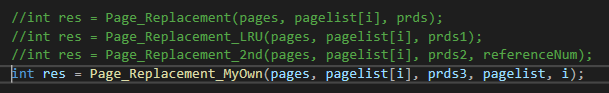 //int res = Page_Replacement(pages, pagelist[i], prds);
//int res = Page_Replacement_LRU(pages, pagelist[i], prds1);
//int res = Page_Replacement_2nd(pages, pagelist[i], prds2, referenceNum);
int res = Page_Replacement_MyOwn(pages, pagelist[i], prds3, pagelist, i);